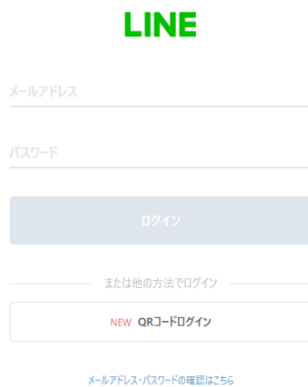 LINE
メールアドレス
パスワード
ログイン
または他の方法でログイン
NEW QRコードログイン
メールアドレス・パスワードの確認はこちら